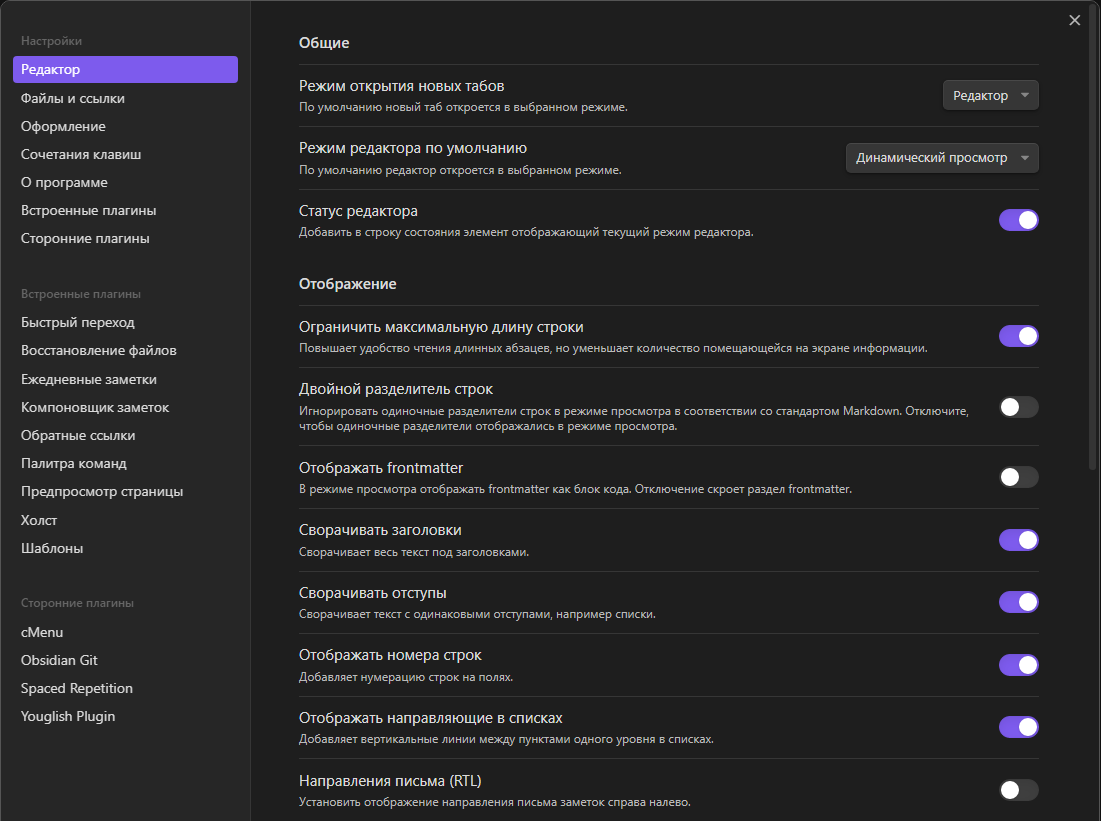 Настройки
Редактор
Файлы и ссылки
Оформление
Сочетания клавиш
О программе
Встроенные плагины
Сторонние плагины
Встроенные плагины
Быстрый переход
Восстановление файлов
Ежедневные заметки
Компоновщик заметок
Обратные ссылки
Палитра команд
Предпросмотр страницы
Холст
Шаблоны
Сторонние плагины
cMenu
Obsidian Git
Spaced Repetition
Youglish Plugin
Общие
Режим открытия новых табов
По умолчанию новый таб откроется в выбранном режиме.
Редактор
Режим редактора по умолчанию
По умолчанию редактор откроется в выбранном режиме.
Динамический просмотр
Статус редактора
Добавить в строку состояния элемент отображающий текущий режим редактора.
Отображение
Ограничить максимальную длину строки
Повышает удобство чтения длинных абзацев, но уменьшает количество помещающейся на экране информации.
Двойной разделитель строк
Игнорировать одиночные разделители строк в режиме просмотра в соответствии со стандартом Markdown. Отключите,
чтобы одиночные разделители отображались в режиме просмотра.
Отображать frontmatter
В режиме просмотра отображать frontmatter как блок кода. Отключение скроет раздел frontmatter.
Сворачивать заголовки
Сворачивает весь текст под заголовками.
Сворачивать отступы
Сворачивает текст с одинаковыми отступами, например списки.
Отображать номера строк
Добавляет нумерацию строк на полях.
Отображать направляющие в списках
Добавляет вертикальные линии между пунктами одного уровня в списках.
Направления письма (RTL)
Установить отображение направления письма заметок справа налево.